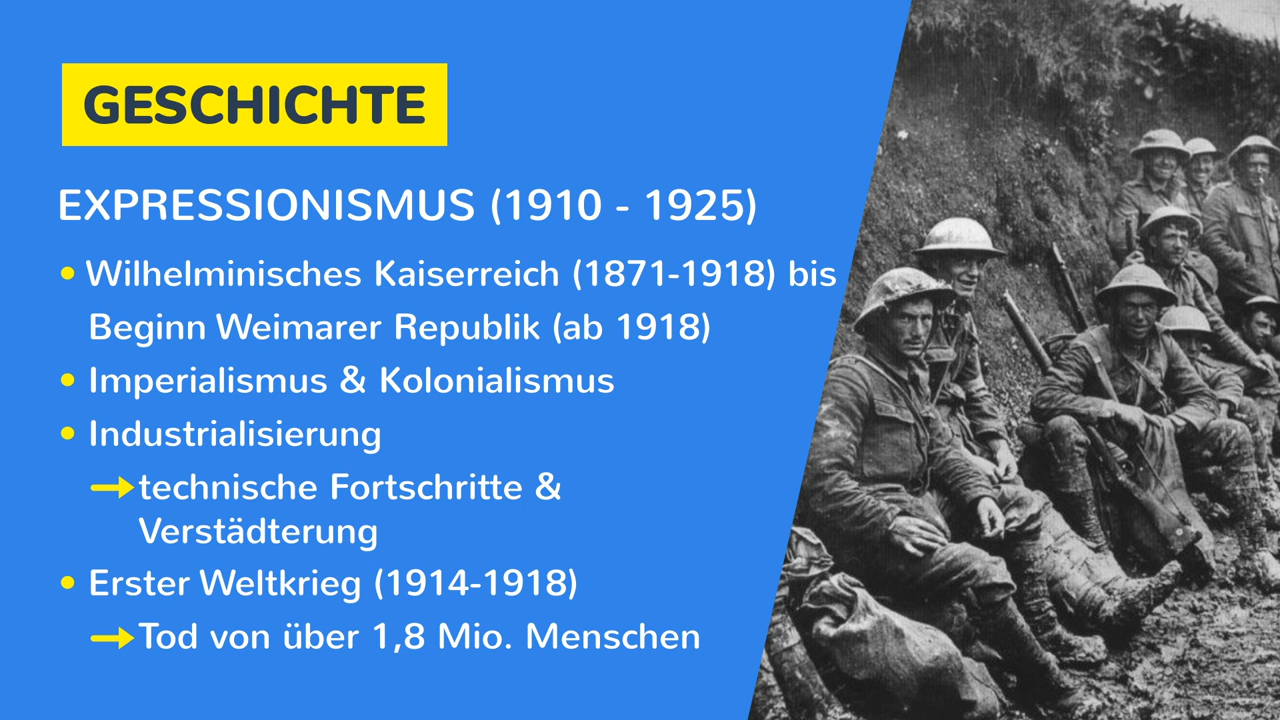 GESCHICHTE
EXPRESSIONISMUS (1910 - 1925)
• Wilhelminisches Kaiserreich (1871-1918) bis
Beginn Weimarer Republik (ab 1918)
• Imperialismus & Kolonialismus
• Industrialisierung
→ technische Fortschritte &
Verstädterung
• Erster Weltkrieg (1914-1918)
→ Tod von über 1,8 Mio. Menschen